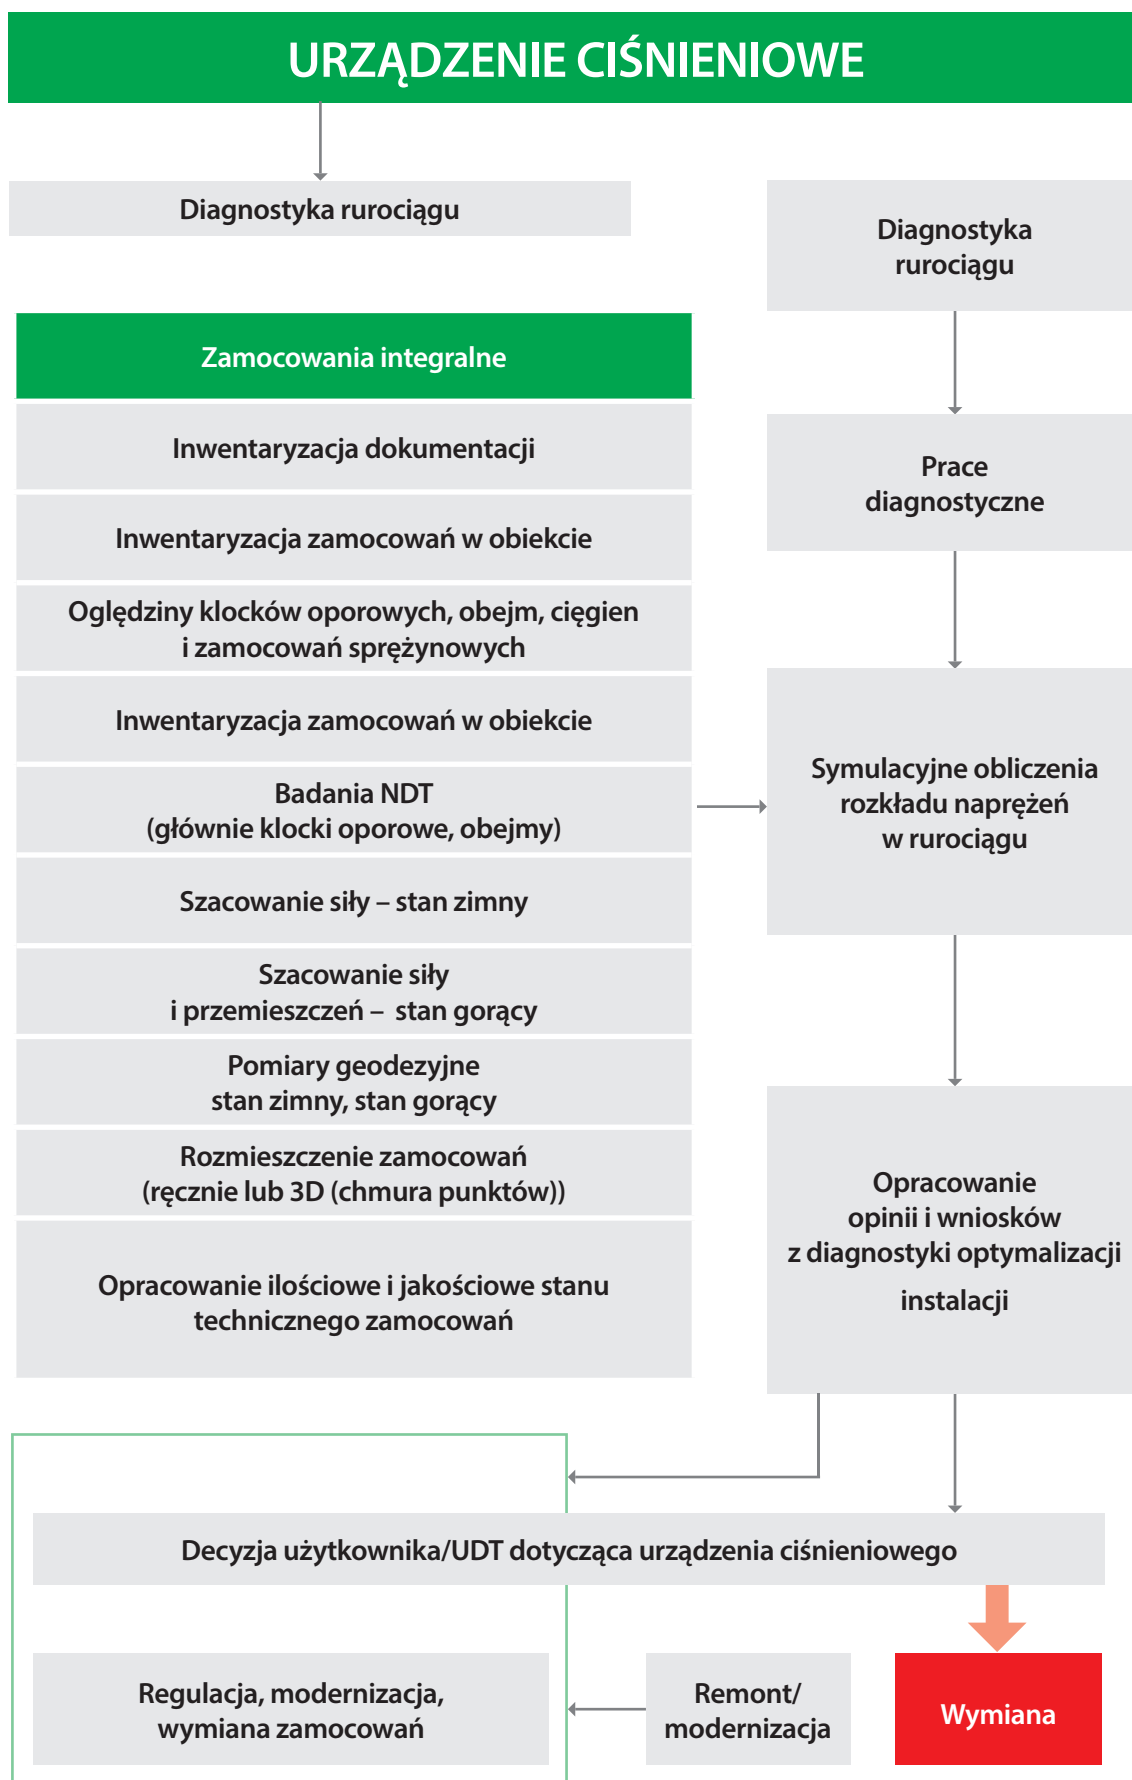 URZĄDZENIE CIŚNIENIOWE
Diagnostyka rurociągu
Diagnostyka
rurociągu
Zamocowania integralne
Inwentaryzacja dokumentacji
Inwentaryzacja zamocowań w obiekcie
Oględziny klocków oporowych, obejm, cięgien
i zamocowań sprężynowych
Inwentaryzacja zamocowań w obiekcie
Badania NDT
(głównie klocki oporowe, obejmy)
Szacowanie siły – stan zimny
Szacowanie siły
i przemieszczeń – stan gorący
Pomiary geodezyjne
stan zimny, stan gorący
Rozmieszczenie zamocowań
(ręcznie lub 3D (chmura punktów))
Opracowanie ilościowe i jakościowe stanu
technicznego zamocowań
Prace
diagnostyczne
Symulacyjne obliczenia
rozkładu naprężeń
w rurociągu
Opracowanie
opinii i wniosków
z diagnostyki optymalizacji
instalacji
Decyzja użytkownika/UDT dotycząca urządzenia ciśnieniowego
Regulacja, modernizacja,
wymiana zamocowań
Remont/
modernizacja
Wymiana